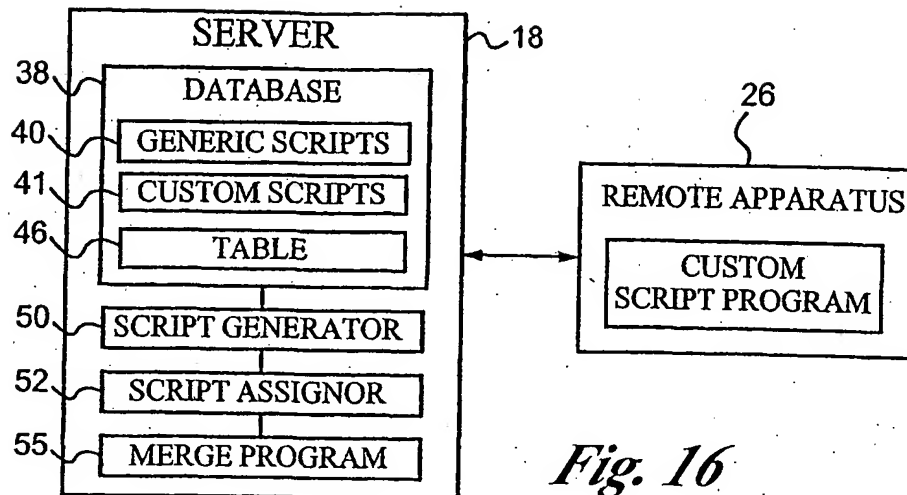 SERVER
18
38
DATABASE
40
GENERIC SCRIPTS
41
CUSTOM SCRIPTS
46
TABLE
50
SCRIPT GENERATOR
52
SCRIPT ASSIGNOR
55
MERGE PROGRAM
26
REMOTE APPARATUS
CUSTOM
SCRIPT PROGRAM
Fig. 16